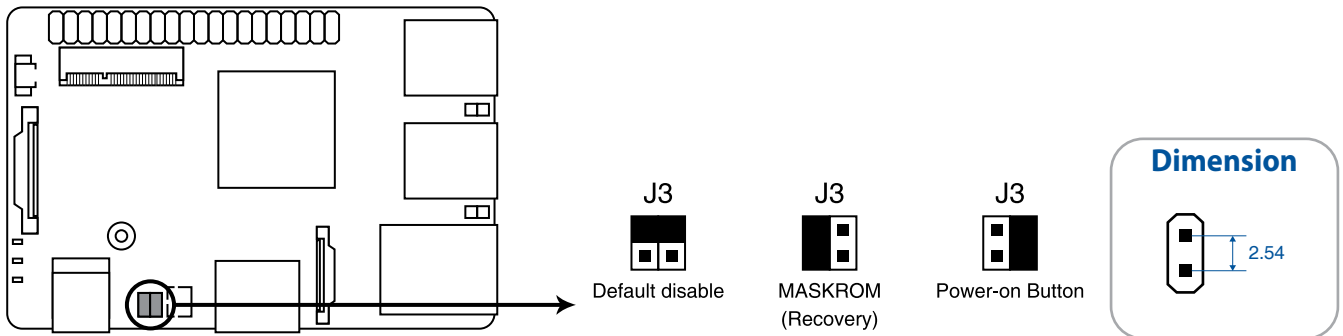 J3
Default disable
J3
MASKROM
(Recovery)
J3
Power-on Button
Dimension
2.54